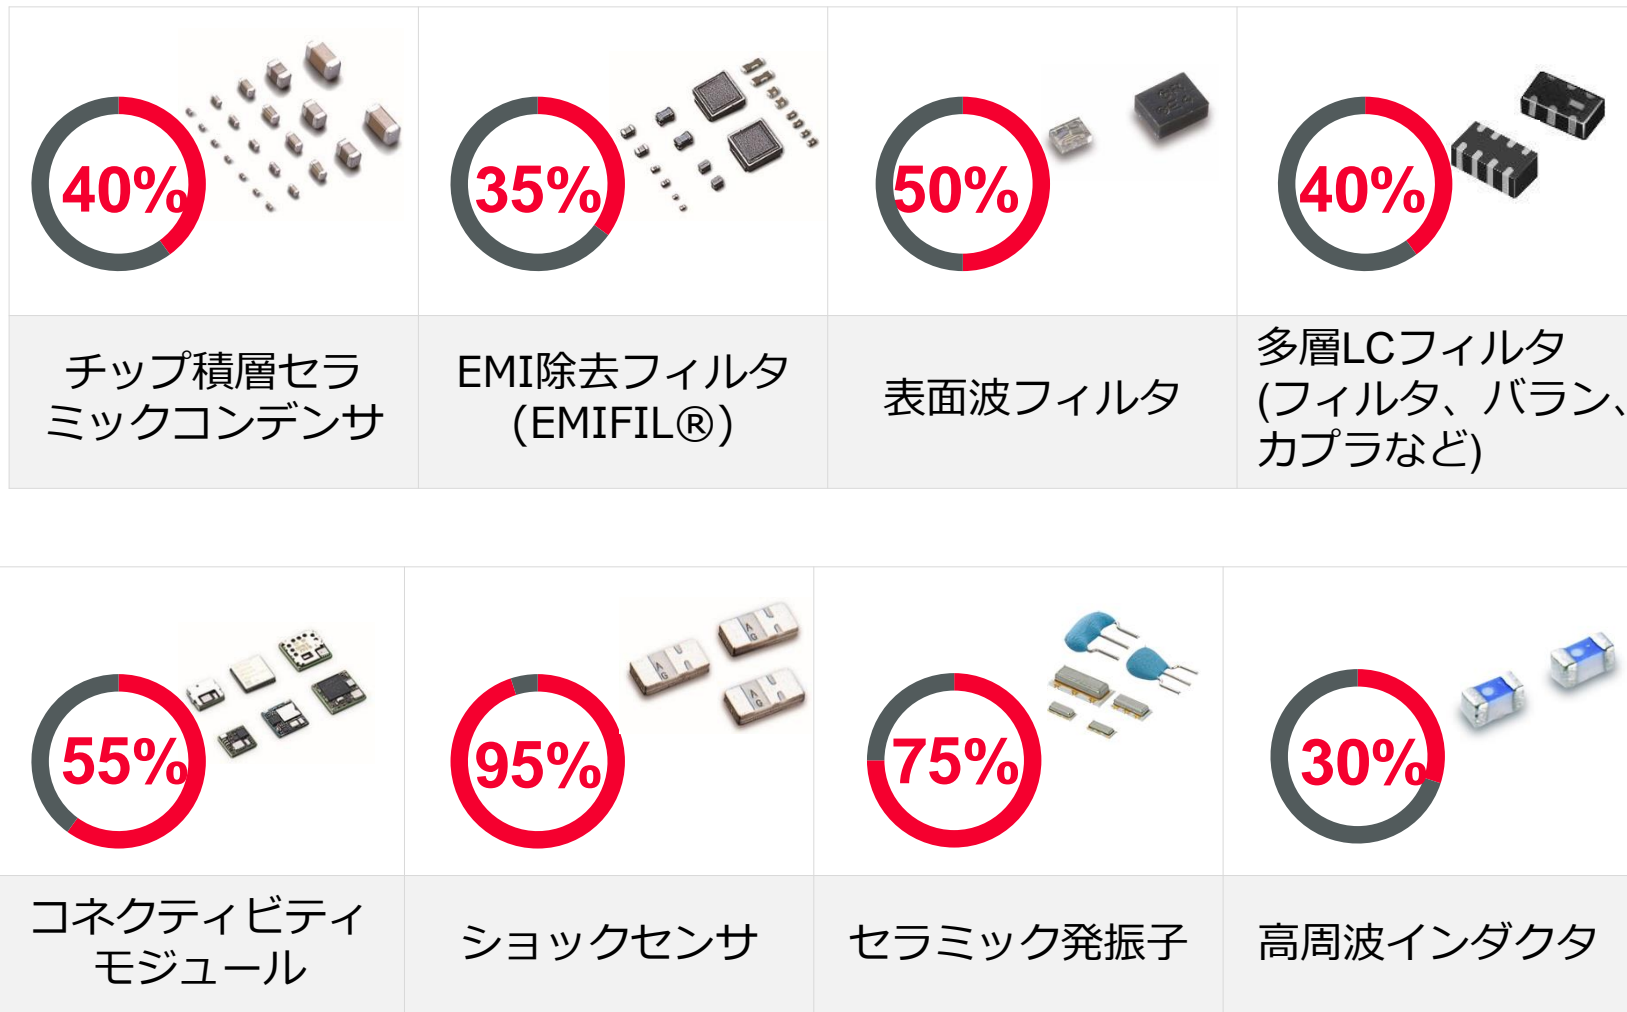 40%
35%
50%
40%
チップ積層セラ
ミックコンデンサ
EMI除去フィルタ
(EMIFIL®)
表面波フィルタ
多層LCフィルタ
(フィルタ、バラン、
カプラなど)
55%
95%
75%
30%
コネクティビティ
モジュール
ショックセンサ
セラミック発振子
高周波インダクタ